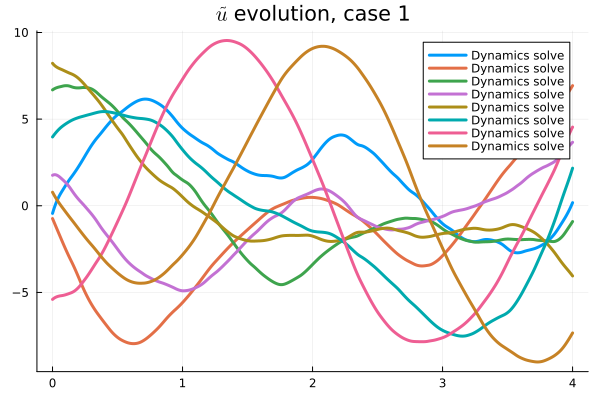 ũ evolution, case 1
10
5
0
−5
0
1
2
3
4
Dynamics solve
Dynamics solve
Dynamics solve
Dynamics solve
Dynamics solve
Dynamics solve
Dynamics solve
Dynamics solve